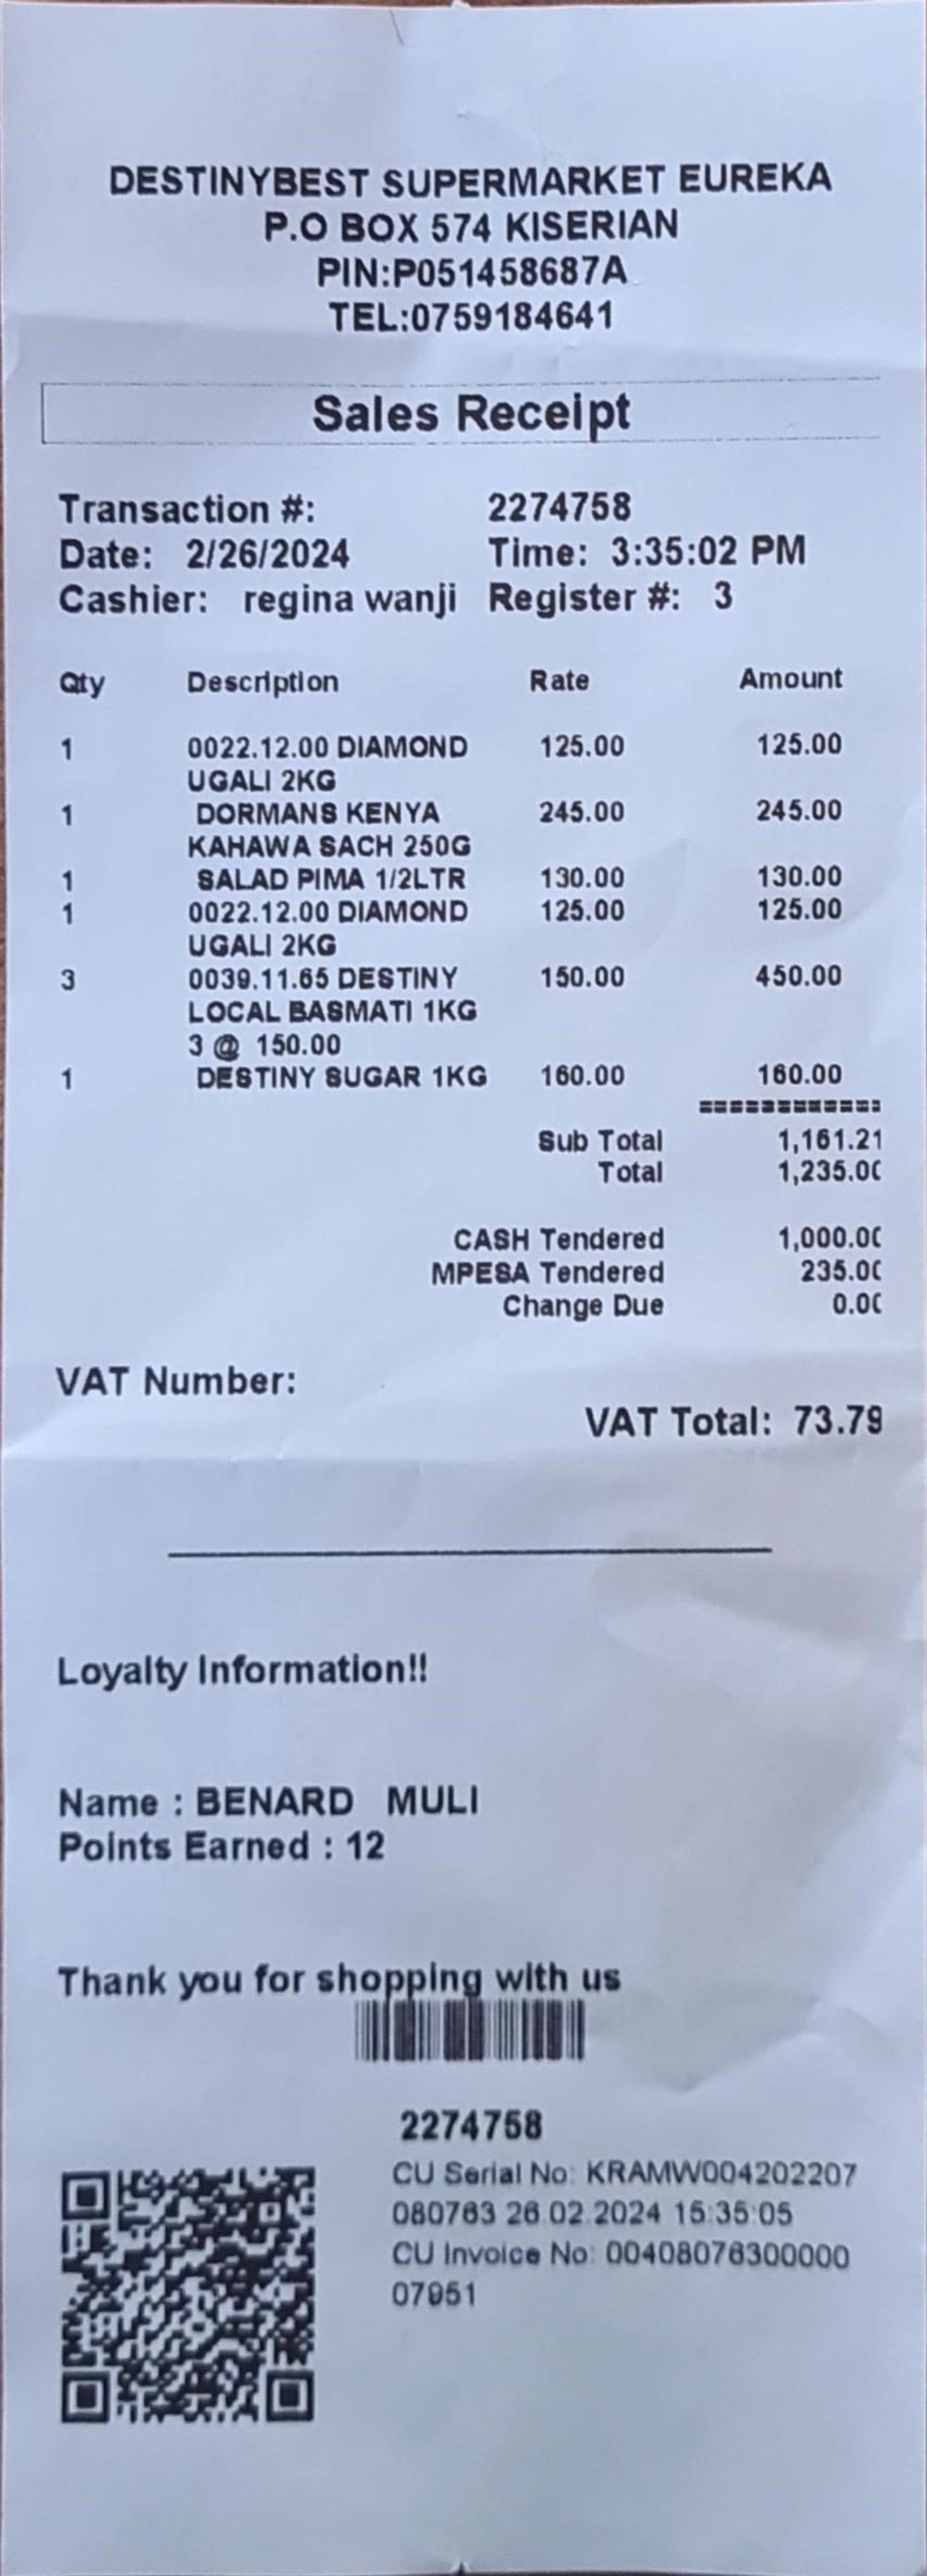 DESTINYBEST SUPERMARKET EUREKA
P.O BOX 574 KISERIAN
PIN:P051458687A
TEL:0759184641
Sales Receipt
Transaction #: 2274758
Date: 2/26/2024 Time: 3:35:02 PM
Cashier: regina wanji Register #: 3
Qty Description Rate Amount
1 0022.12.00 DIAMOND 125.00 125.00
UGALI 2KG
1 DORMANS KENYA 245.00 245.00
KAHAWA SACH 250G
1 SALAD PIMA 1/2LTR 130.00 130.00
1 0022.12.00 DIAMOND 125.00 125.00
UGALI 2KG
3 0039.11.65 DESTINY 150.00 450.00
LOCAL BASMATI 1KG
3 @ 150.00
1 DESTINY SUGAR 1KG 160.00 160.00
============
Sub Total 1,161.21
Total 1,235.00
CASH Tendered 1,000.00
MPESA Tendered 235.00
Change Due 0.00
VAT Number:
VAT Total: 73.79
Loyalty Information!!
Name : BENARD MULI
Points Earned : 12
Thank you for shopping with us
2274758
CU Serial No: KRAMW004202207
080763 26.02.2024 15:35:05
CU Invoice No: 00408076300000
07951